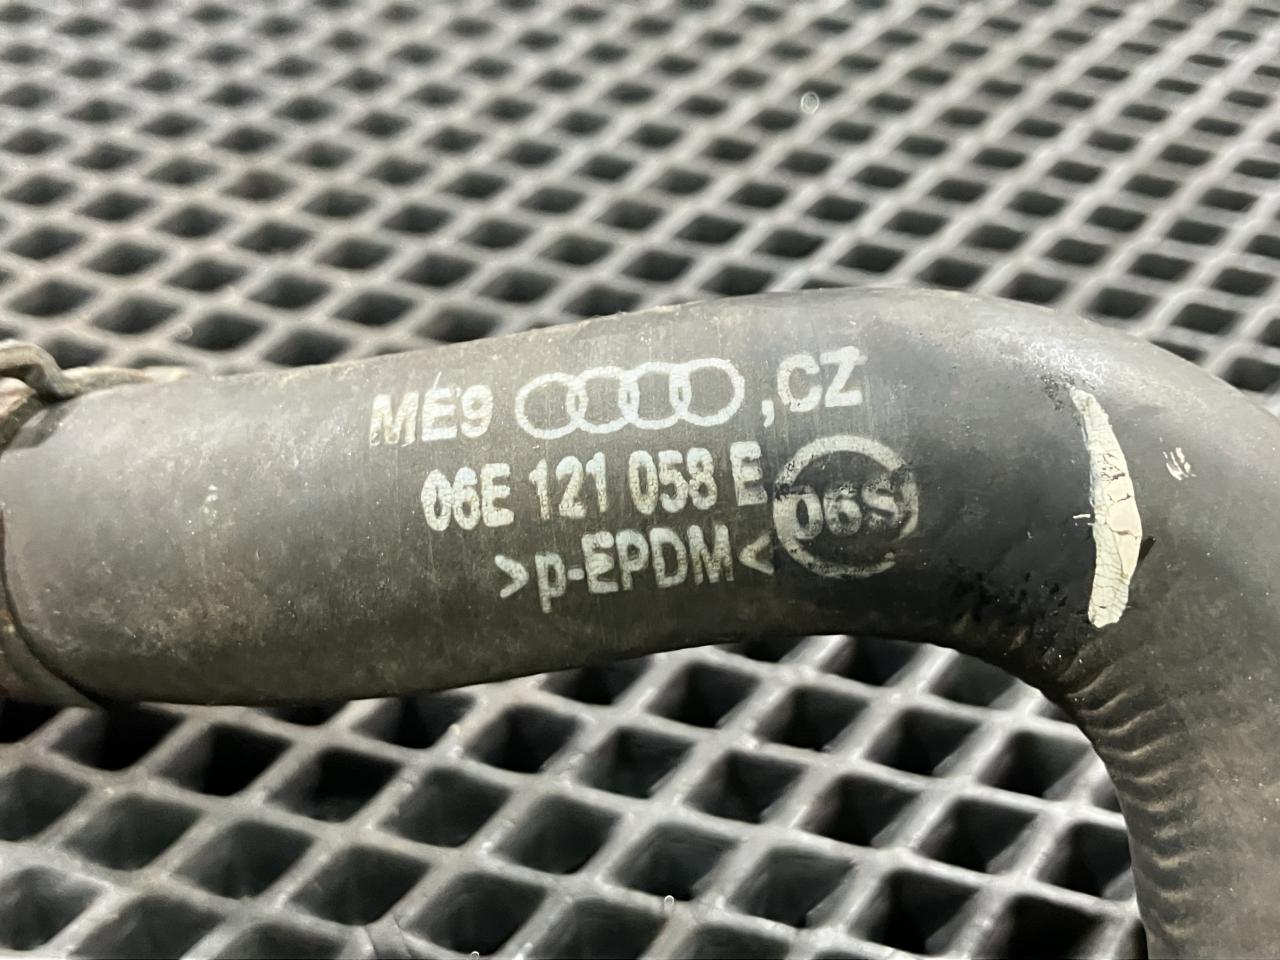 ME9 ,CZ
06E 121 058 E
06S
>p-EPDM<